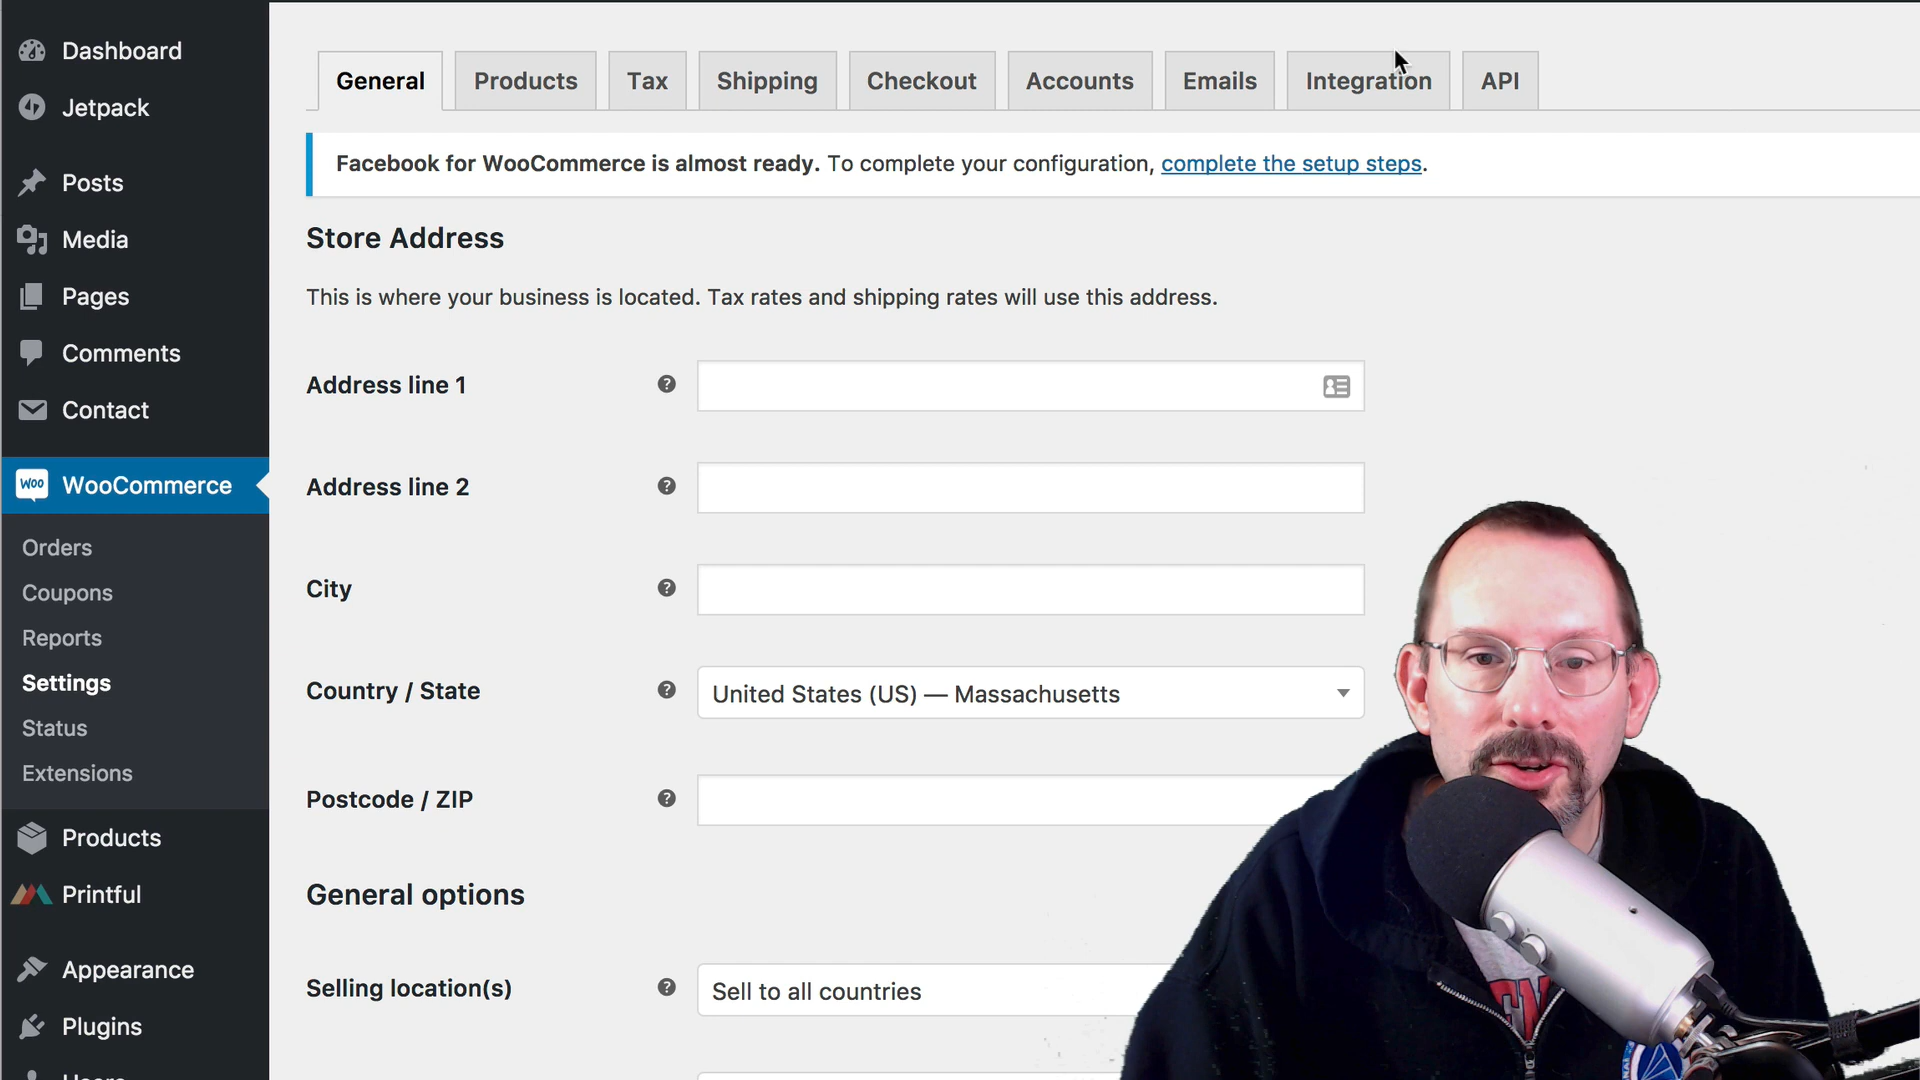 Dashboard
Jetpack
Posts
Media
Pages
Comments
Contact
WOO WooCommerce
Orders
Coupons
Reports
Settings
Status
Extensions
Products
Printful
Appearance
Plugins
General Products Tax Shipping Checkout Accounts Emails Integration API
Facebook for WooCommerce is almost ready. To complete your configuration, complete the setup steps.
Store Address
This is where your business is located. Tax rates and shipping rates will use this address.
Address line 1
Address line 2
City
Country / State United States (US) — Massachusetts
Postcode / ZIP
General options
Selling location(s) Sell to all countries